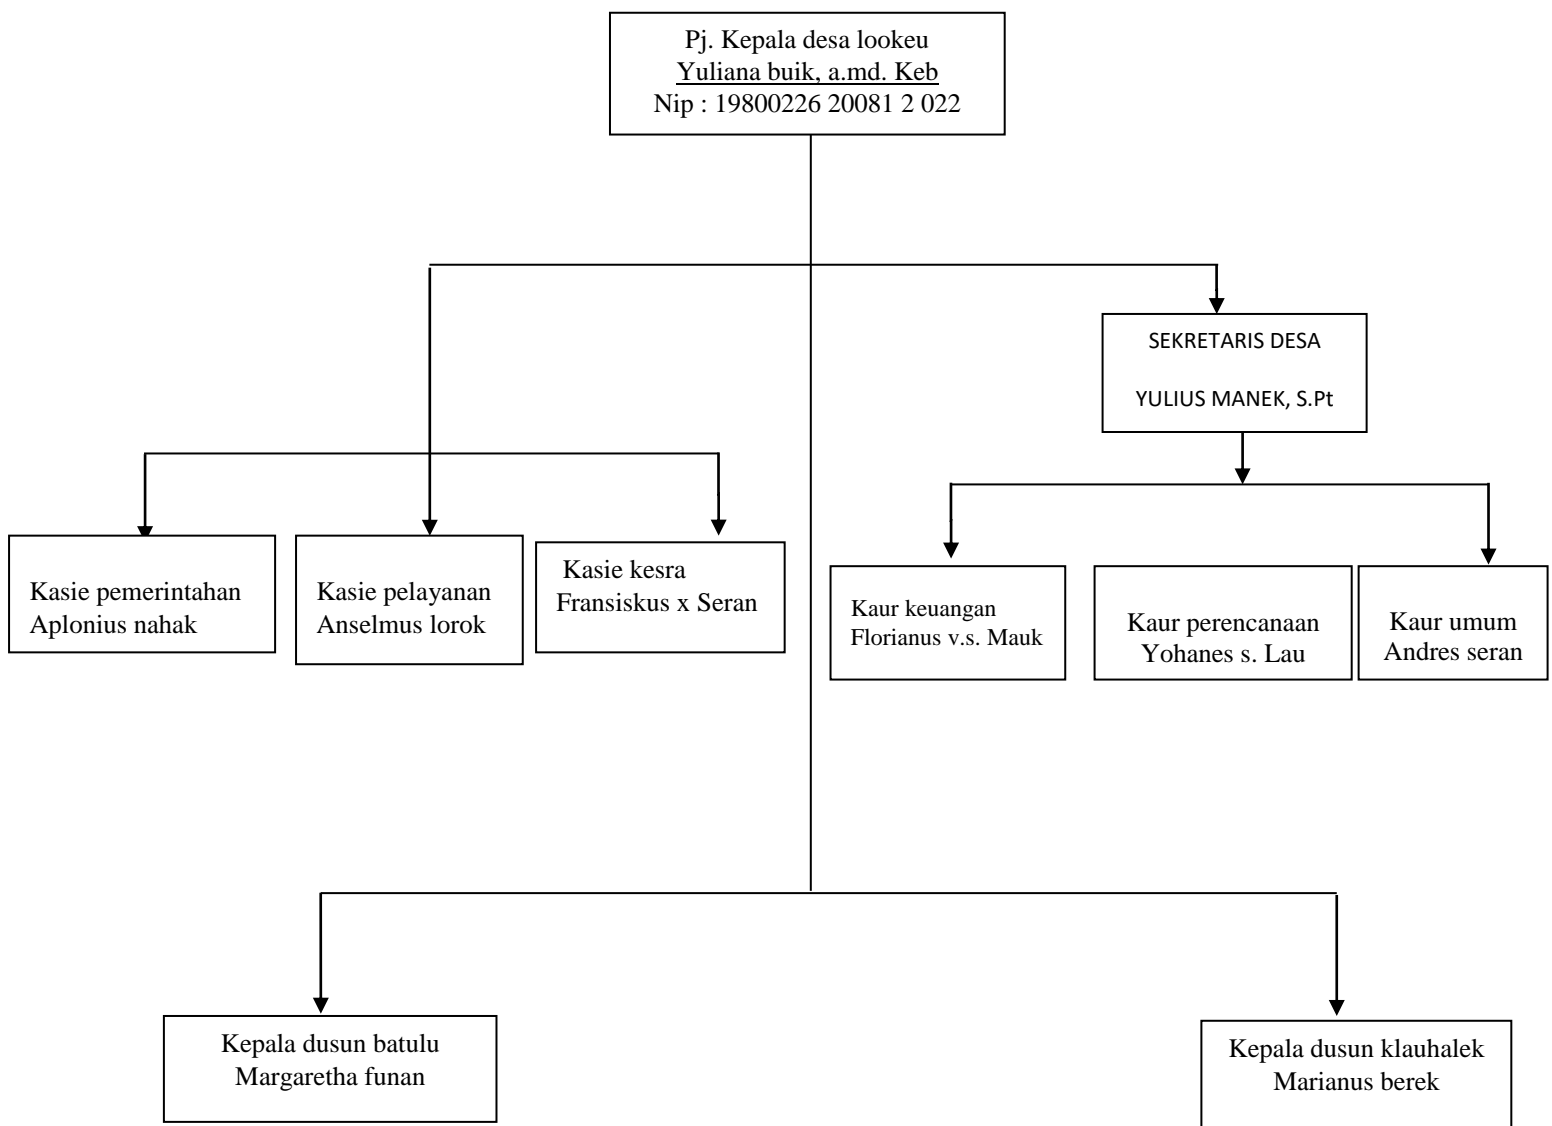 Pj. Kepala desa lookeu
Yuliana buik, a.md. Keb
Nip : 19800226 20081 2 022
SEKRETARIS DESA
YULIUS MANEK, S.Pt
Kasie pemerintahan
Aplonius nahak
Kasie pelayanan
Anselmus lorok
Kasie kesra
Fransiskus x Seran
Kaur keuangan
Florianus v.s. Mauk
Kaur perencanaan
Yohanes s. Lau
Kaur umum
Andres seran
Kepala dusun batulu
Margaretha funan
Kepala dusun klauhalek
Marianus berek